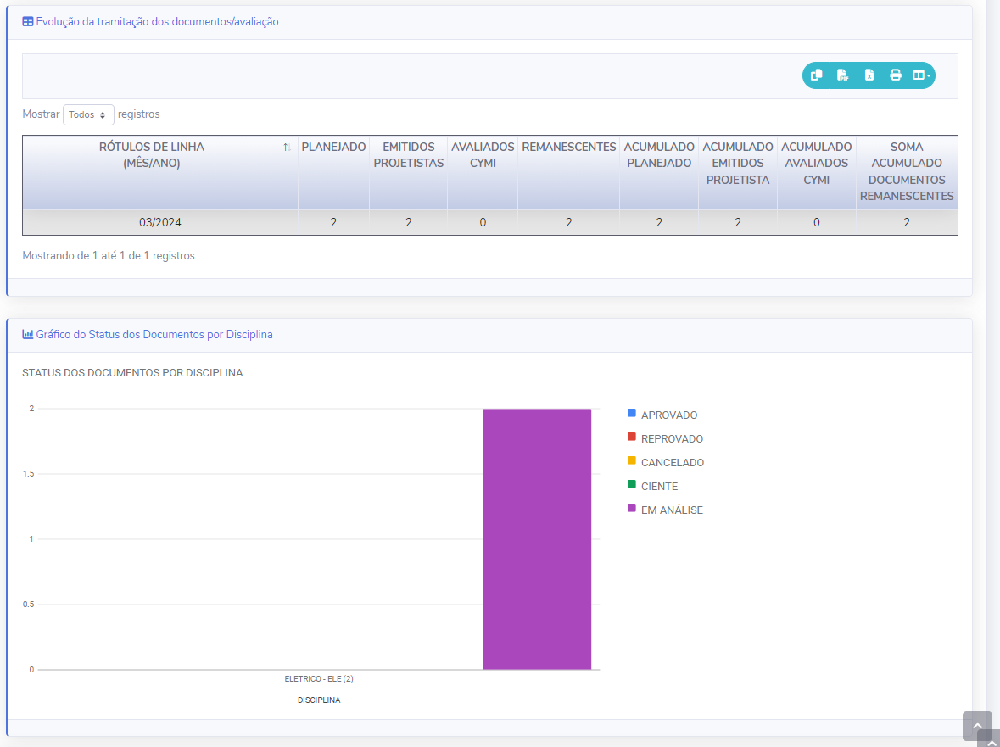 Evolução da tramitação dos documentos/avaliação
Mostrar Todos registros
RÓTULOS DE LINHA
(MÊS/ANO)
PLANEJADO
EMITIDOS
PROJETISTAS
AVALIADOS
CYMI
REMANESCENTES
ACUMULADO
PLANEJADO
ACUMULADO
EMITIDOS
PROJETISTA
ACUMULADO
AVALIADOS
CYMI
SOMA
ACUMULADO
DOCUMENTOS
REMANESCENTES
03/2024 2 2 0 2 2 2 0 2
Mostrando de 1 até 1 de 1 registros
Gráfico do Status dos Documentos por Disciplina
STATUS DOS DOCUMENTOS POR DISCIPLINA
2
1.5
1
0.5
0
ELETRICO - ELE (2)
DISCIPLINA
APROVADO
REPROVADO
CANCELADO
CIENTE
EM ANÁLISE